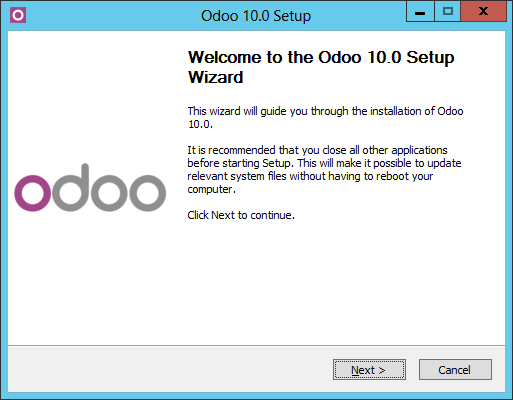 Odoo 10.0 Setup
Welcome to the Odoo 10.0 Setup
Wizard
This wizard will guide you through the installation of Odoo
10.0.
It is recommended that you close all other applications
before starting Setup. This will make it possible to update
relevant system files without having to reboot your
computer.
Click Next to continue.
odoo
Next >
Cancel